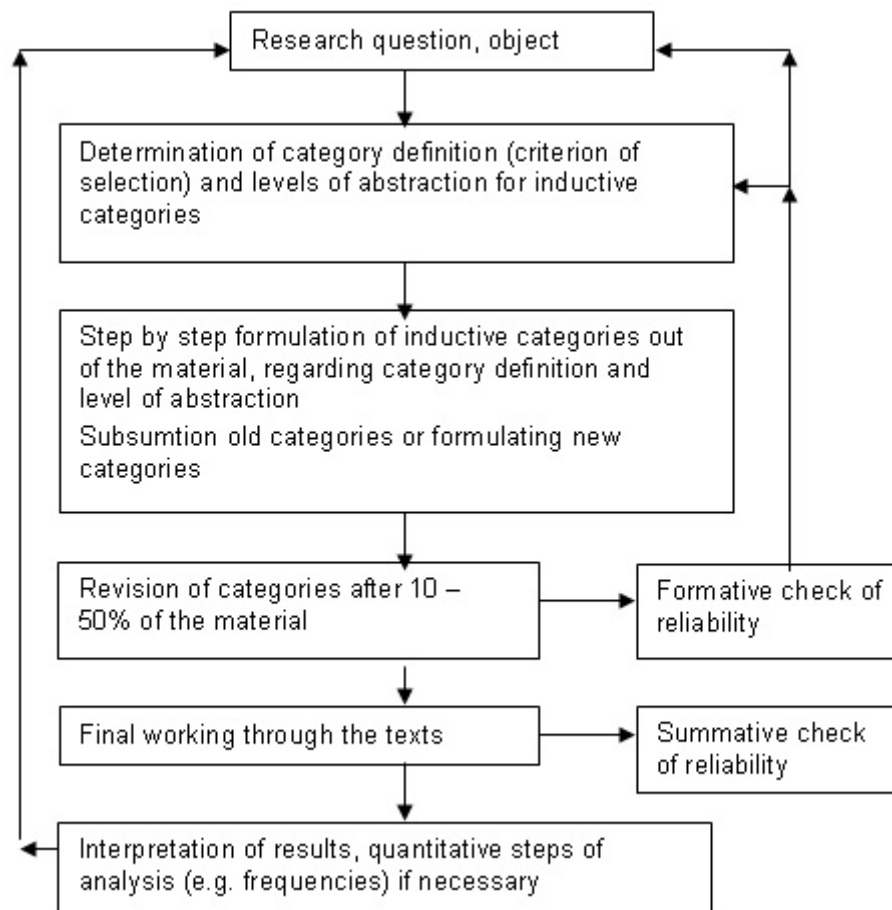 Research question, object
Determination of category definition (criterion of
selection) and levels of abstraction for inductive
categories
Step by step formulation of inductive categories out
of the material, regarding category definition and
level of abstraction
Subsumtion old categories or formulating new
categories
Revision of categories after 10 –
50% of the material
Formative check of
reliability
Final working through the texts
Summative check
of reliability
Interpretation of results, quantitative steps of
analysis (e.g. frequencies) if necessary